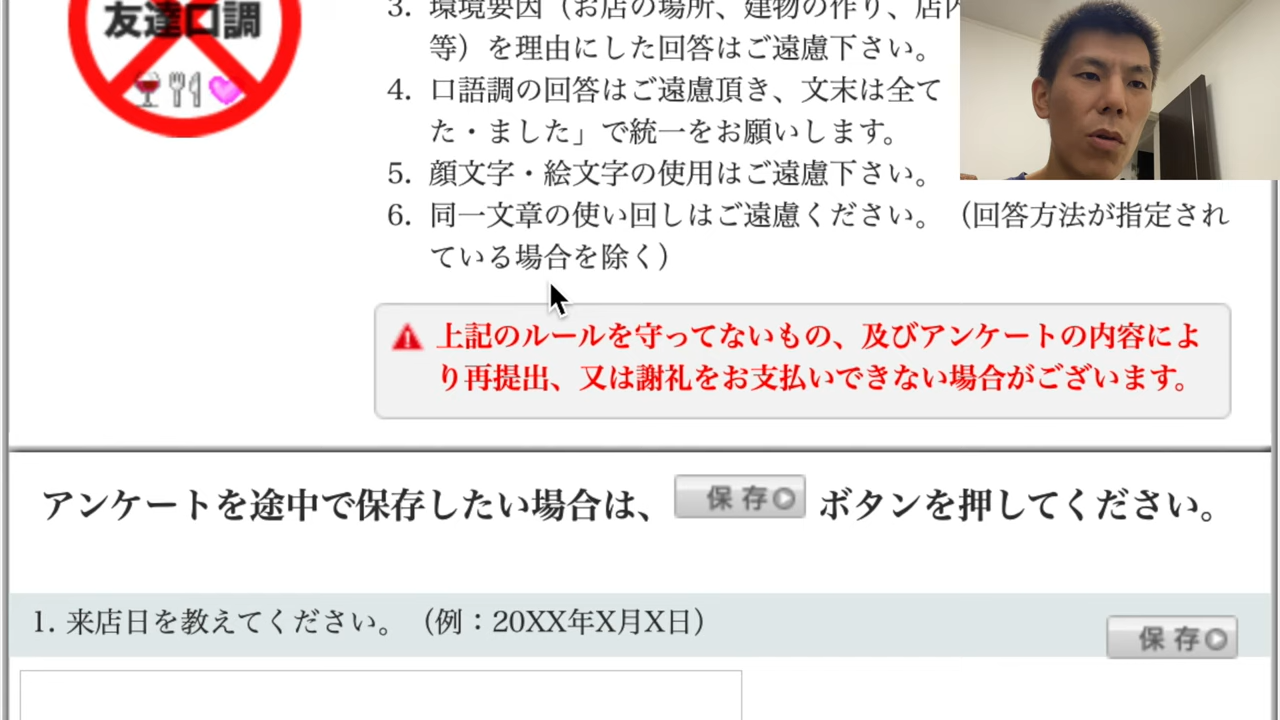 友達口調
3. 環境要因(お店の場所、建物の作り、店内
等)を理由にした回答はご遠慮下さい。
4. 口語調の回答はご遠慮頂き、文末は全て
た・ました」で統一をお願いします。
5. 顔文字・絵文字の使用はご遠慮下さい。
6. 同一文章の使い回しはご遠慮ください。(回答方法が指定され
ている場合を除く)
上記のルールを守ってないもの、及びアンケートの内容によ
り再提出、又は謝礼をお支払いできない場合がございます。
アンケートを途中で保存したい場合は、 保存 ボタンを押してください。
1. 来店日を教えてください。(例:20XX年X月X日)
保存